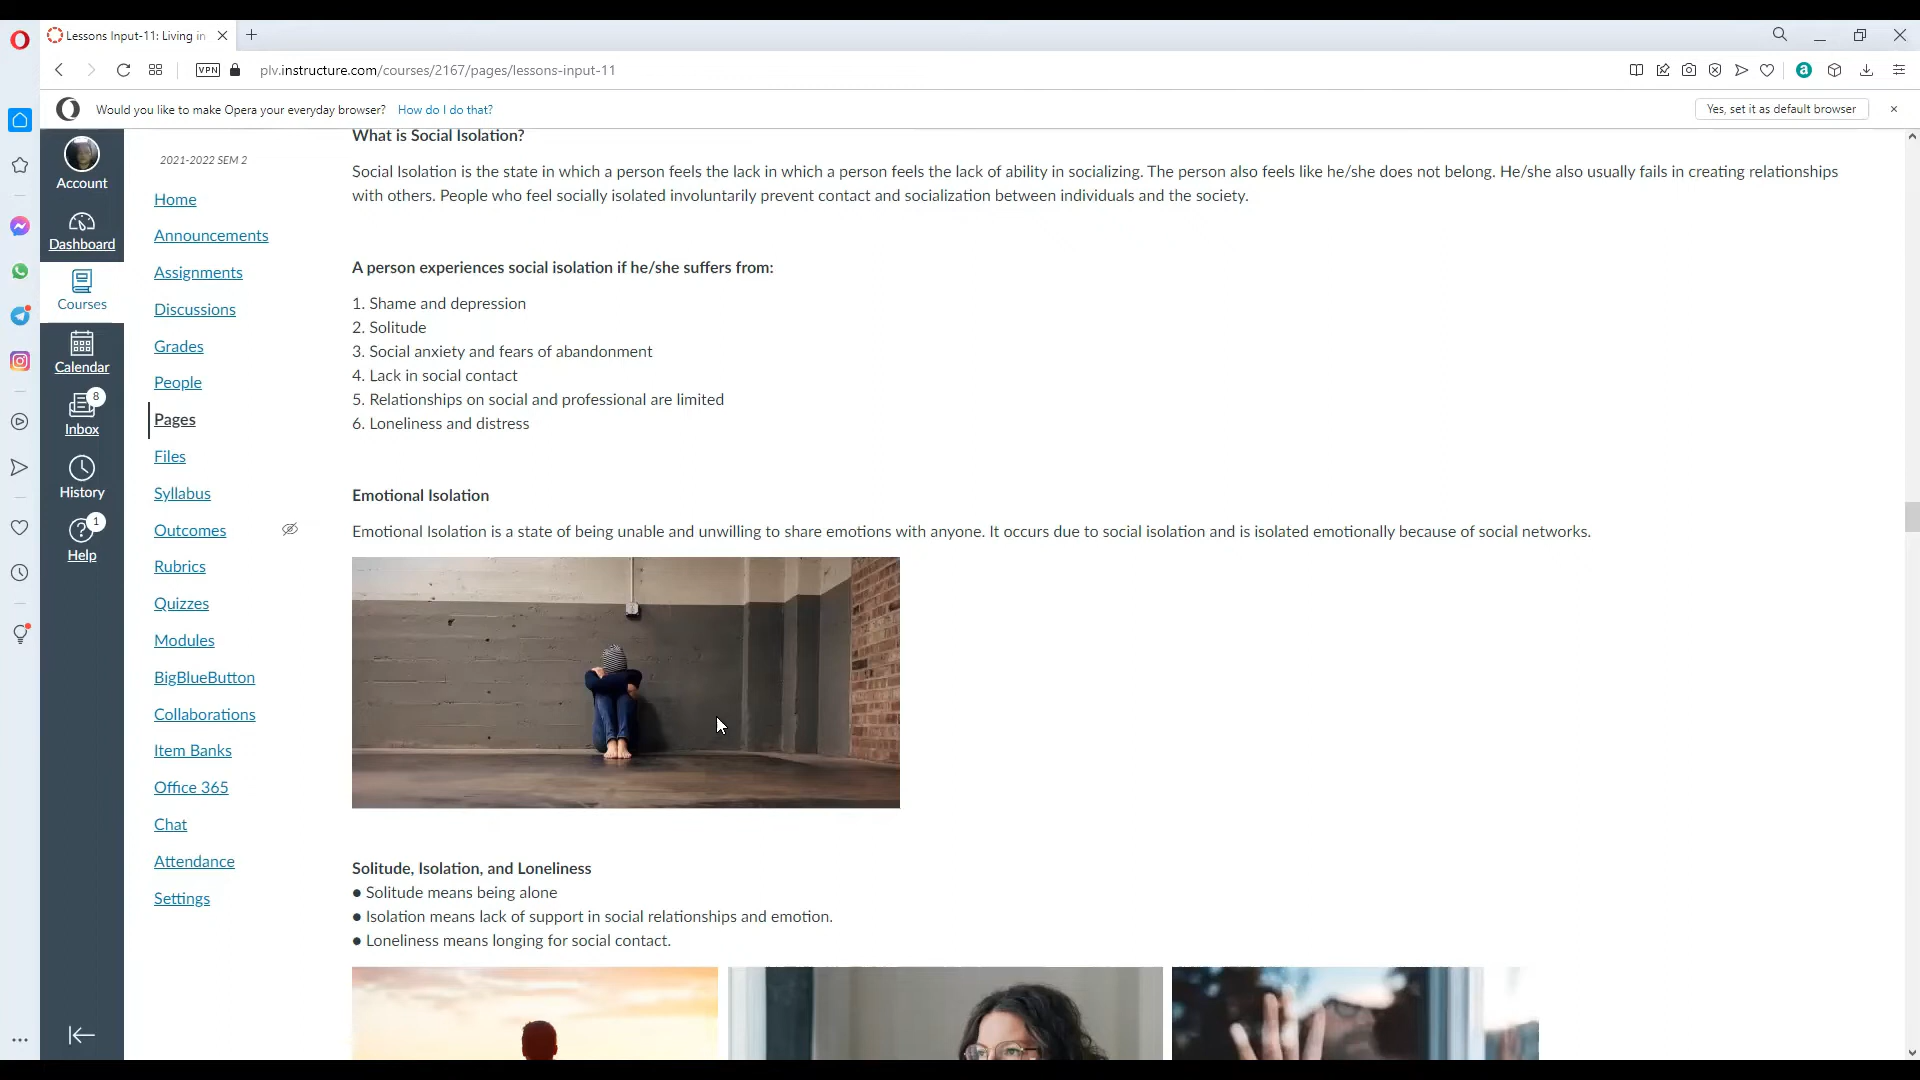 Lessons Input-11: Living in
VPN
plv.instructure.com/courses/2167/pages/lessons-input-11
a
Would you like to make Opera your everyday browser? How do I do that?
Yes, set it as default browser
Account
Dashboard
Courses
Calendar
8
Inbox
History
1
Help
2021-2022 SEM 2
Home
Announcements
Assignments
Discussions
Grades
People
Pages
Files
Syllabus
Outcomes
Rubrics
Quizzes
Modules
BigBlueButton
Collaborations
Item Banks
Office 365
Chat
Attendance
Settings
What is Social Isolation?
Social Isolation is the state in which a person feels the lack in which a person feels the lack of ability in socializing. The person also feels like he/she does not belong. He/she also usually fails in creating relationships
with others. People who feel socially isolated involuntarily prevent contact and socialization between individuals and the society.
A person experiences social isolation if he/she suffers from:
1. Shame and depression
2. Solitude
3. Social anxiety and fears of abandonment
4. Lack in social contact
5. Relationships on social and professional are limited
6. Loneliness and distress
Emotional Isolation
Emotional Isolation is a state of being unable and unwilling to share emotions with anyone. It occurs due to social isolation and is isolated emotionally because of social networks.
Solitude, Isolation, and Loneliness
● Solitude means being alone
● Isolation means lack of support in social relationships and emotion.
● Loneliness means longing for social contact.